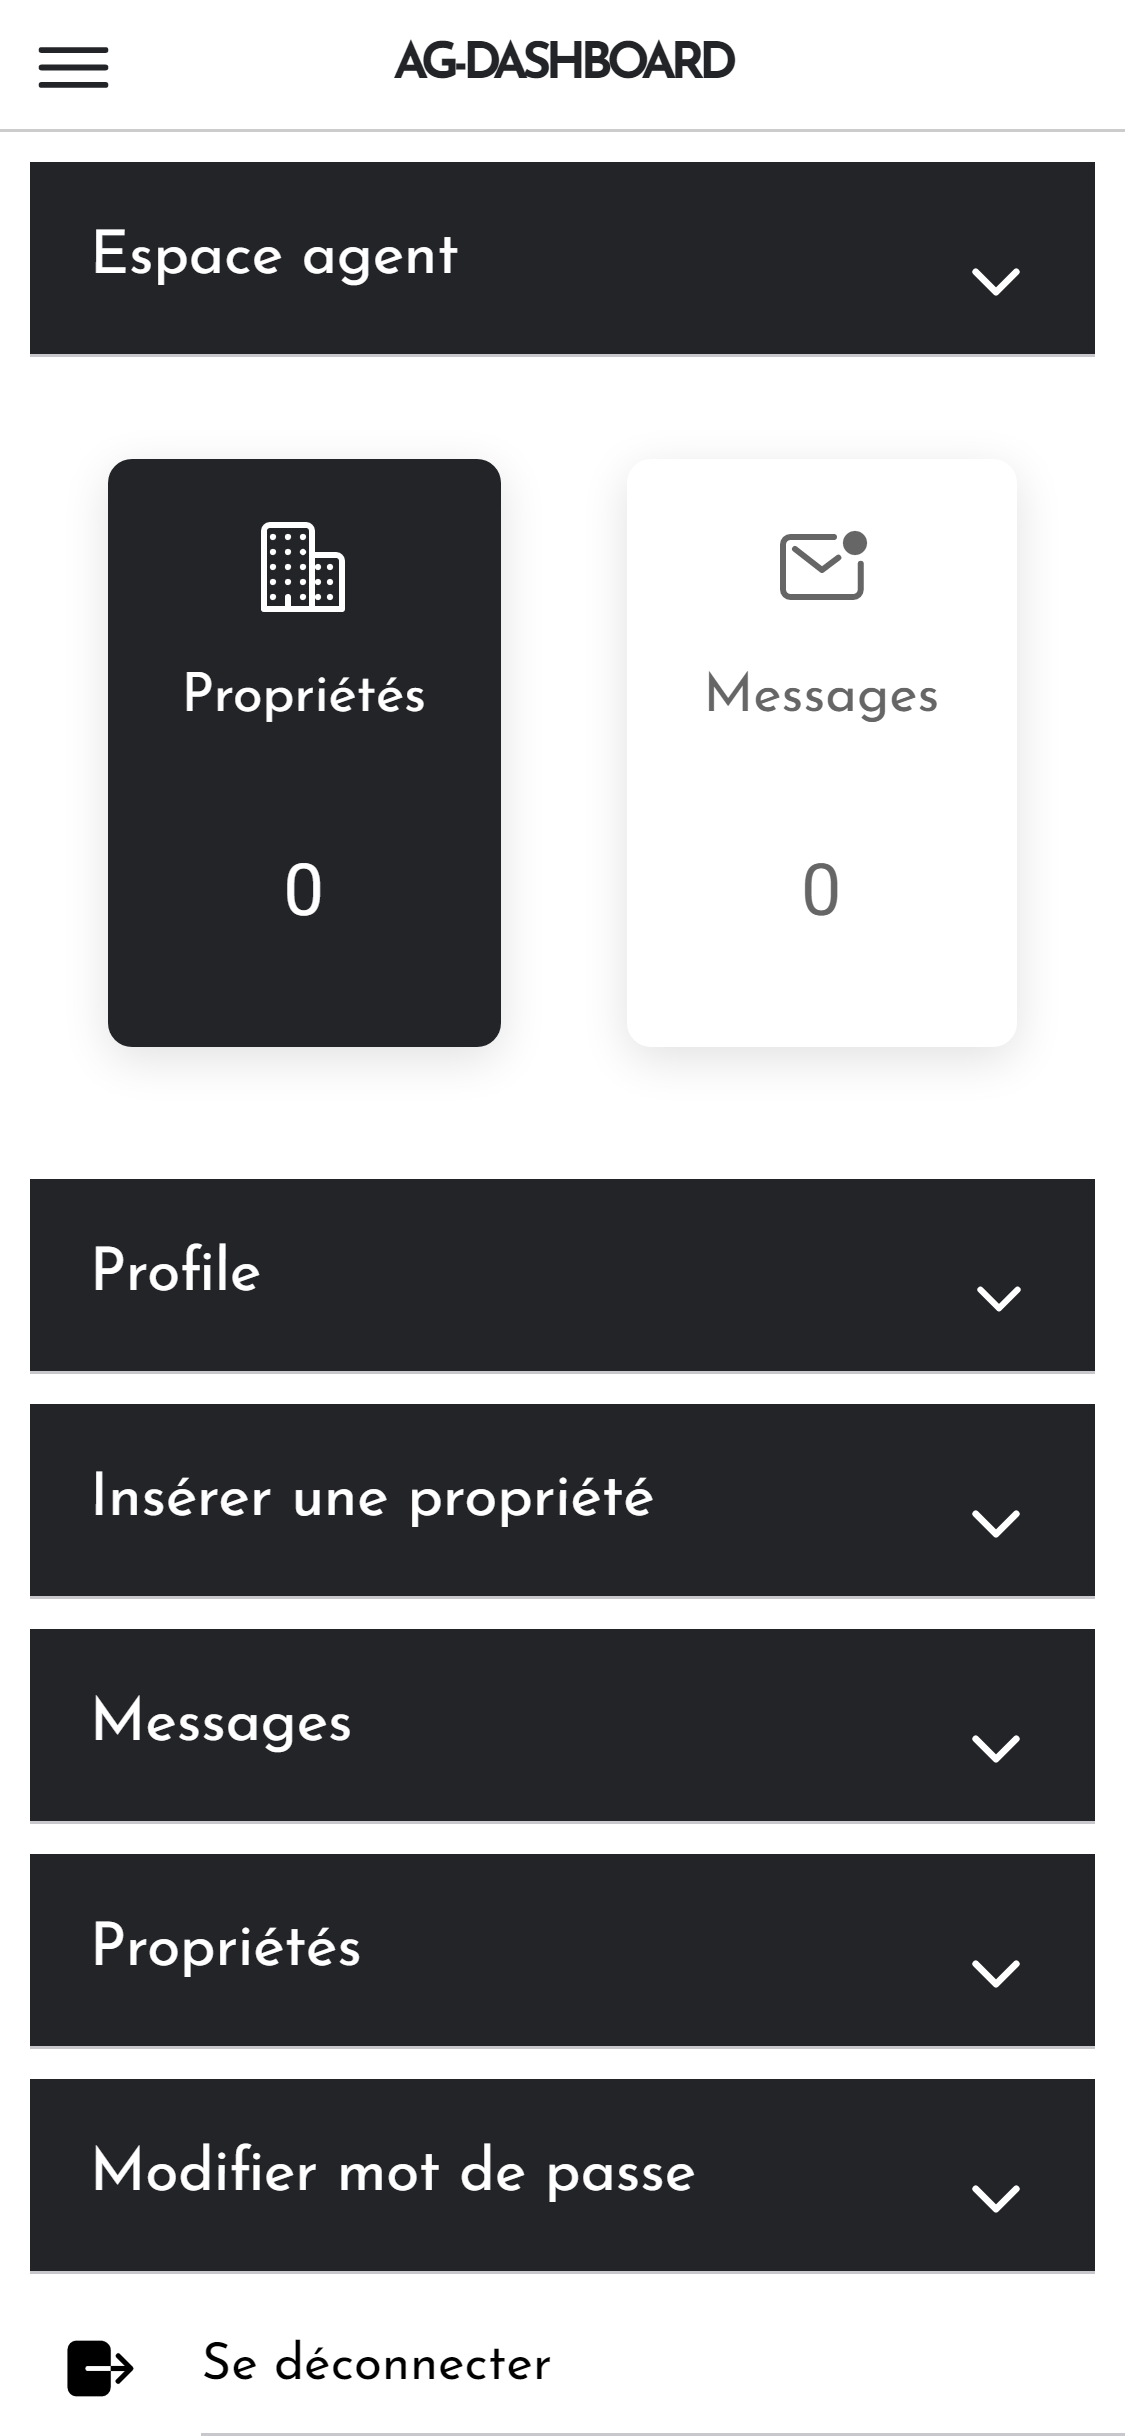 AG-DASHBOARD
Espace agent
Propriétés
0
Messages
0
Profile
Insérer une propriété
Messages
Propriétés
Modifier mot de passe
Se déconnecter